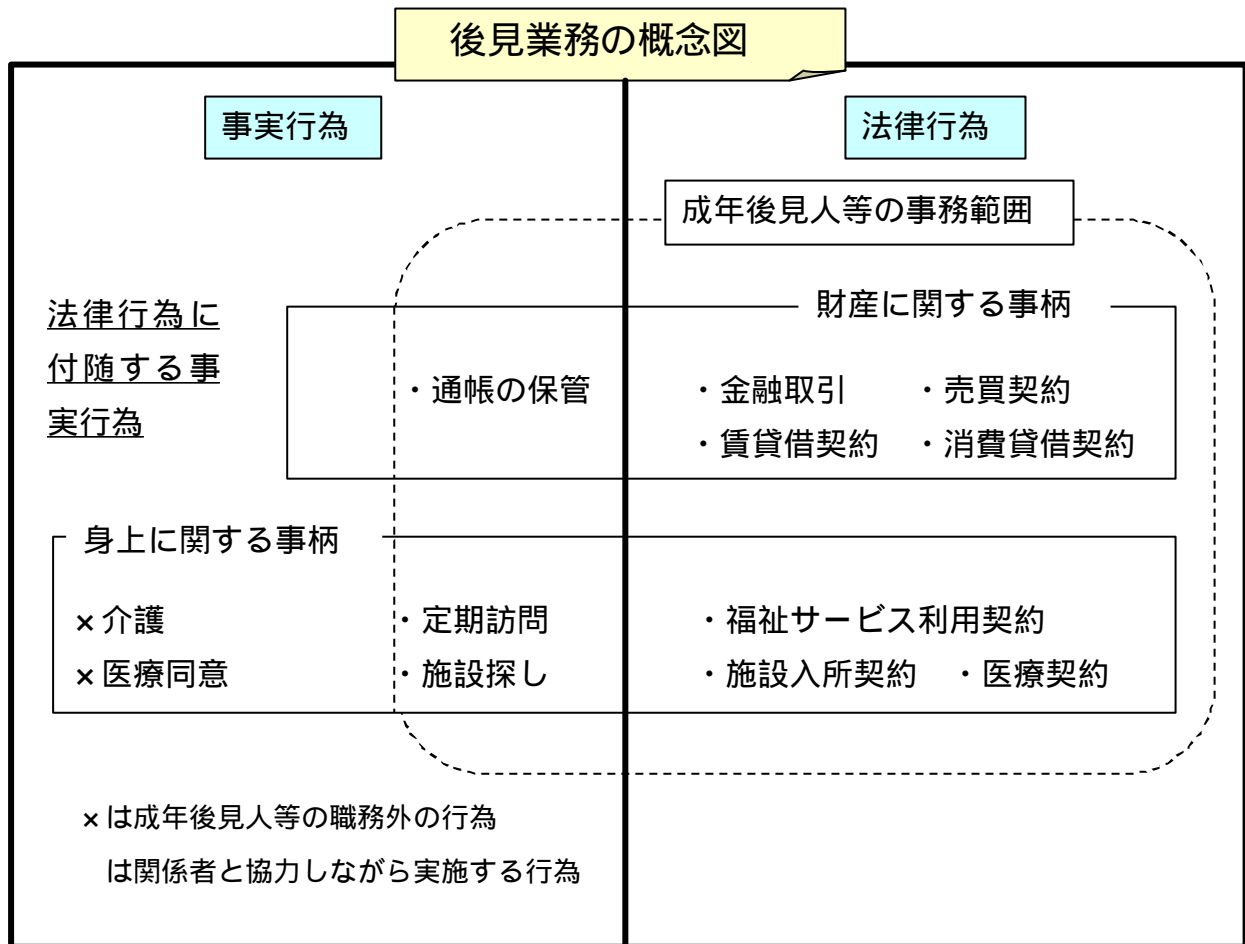 後見業務の概念図
事実行為
法律行為
成年後見人等の事務範囲
法律行為に
付随する事
実行為
財産に関する事柄
・通帳の保管
・金融取引 ・売買契約
・賃貸借契約 ・消費貸借契約
身上に関する事柄
×介護 ・定期訪問 ・福祉サービス利用契約
×医療同意 ・施設探し ・施設入所契約 ・医療契約
×は成年後見人等の職務外の行為
は関係者と協力しながら実施する行為